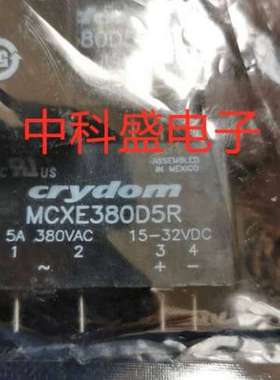 80D5
中科盛电子
US
ASSEMBLED
IN MEXICO
crydom
MCXE380D5R
5A 380VAC 15-32VDC
1 2 3 4
~ + -